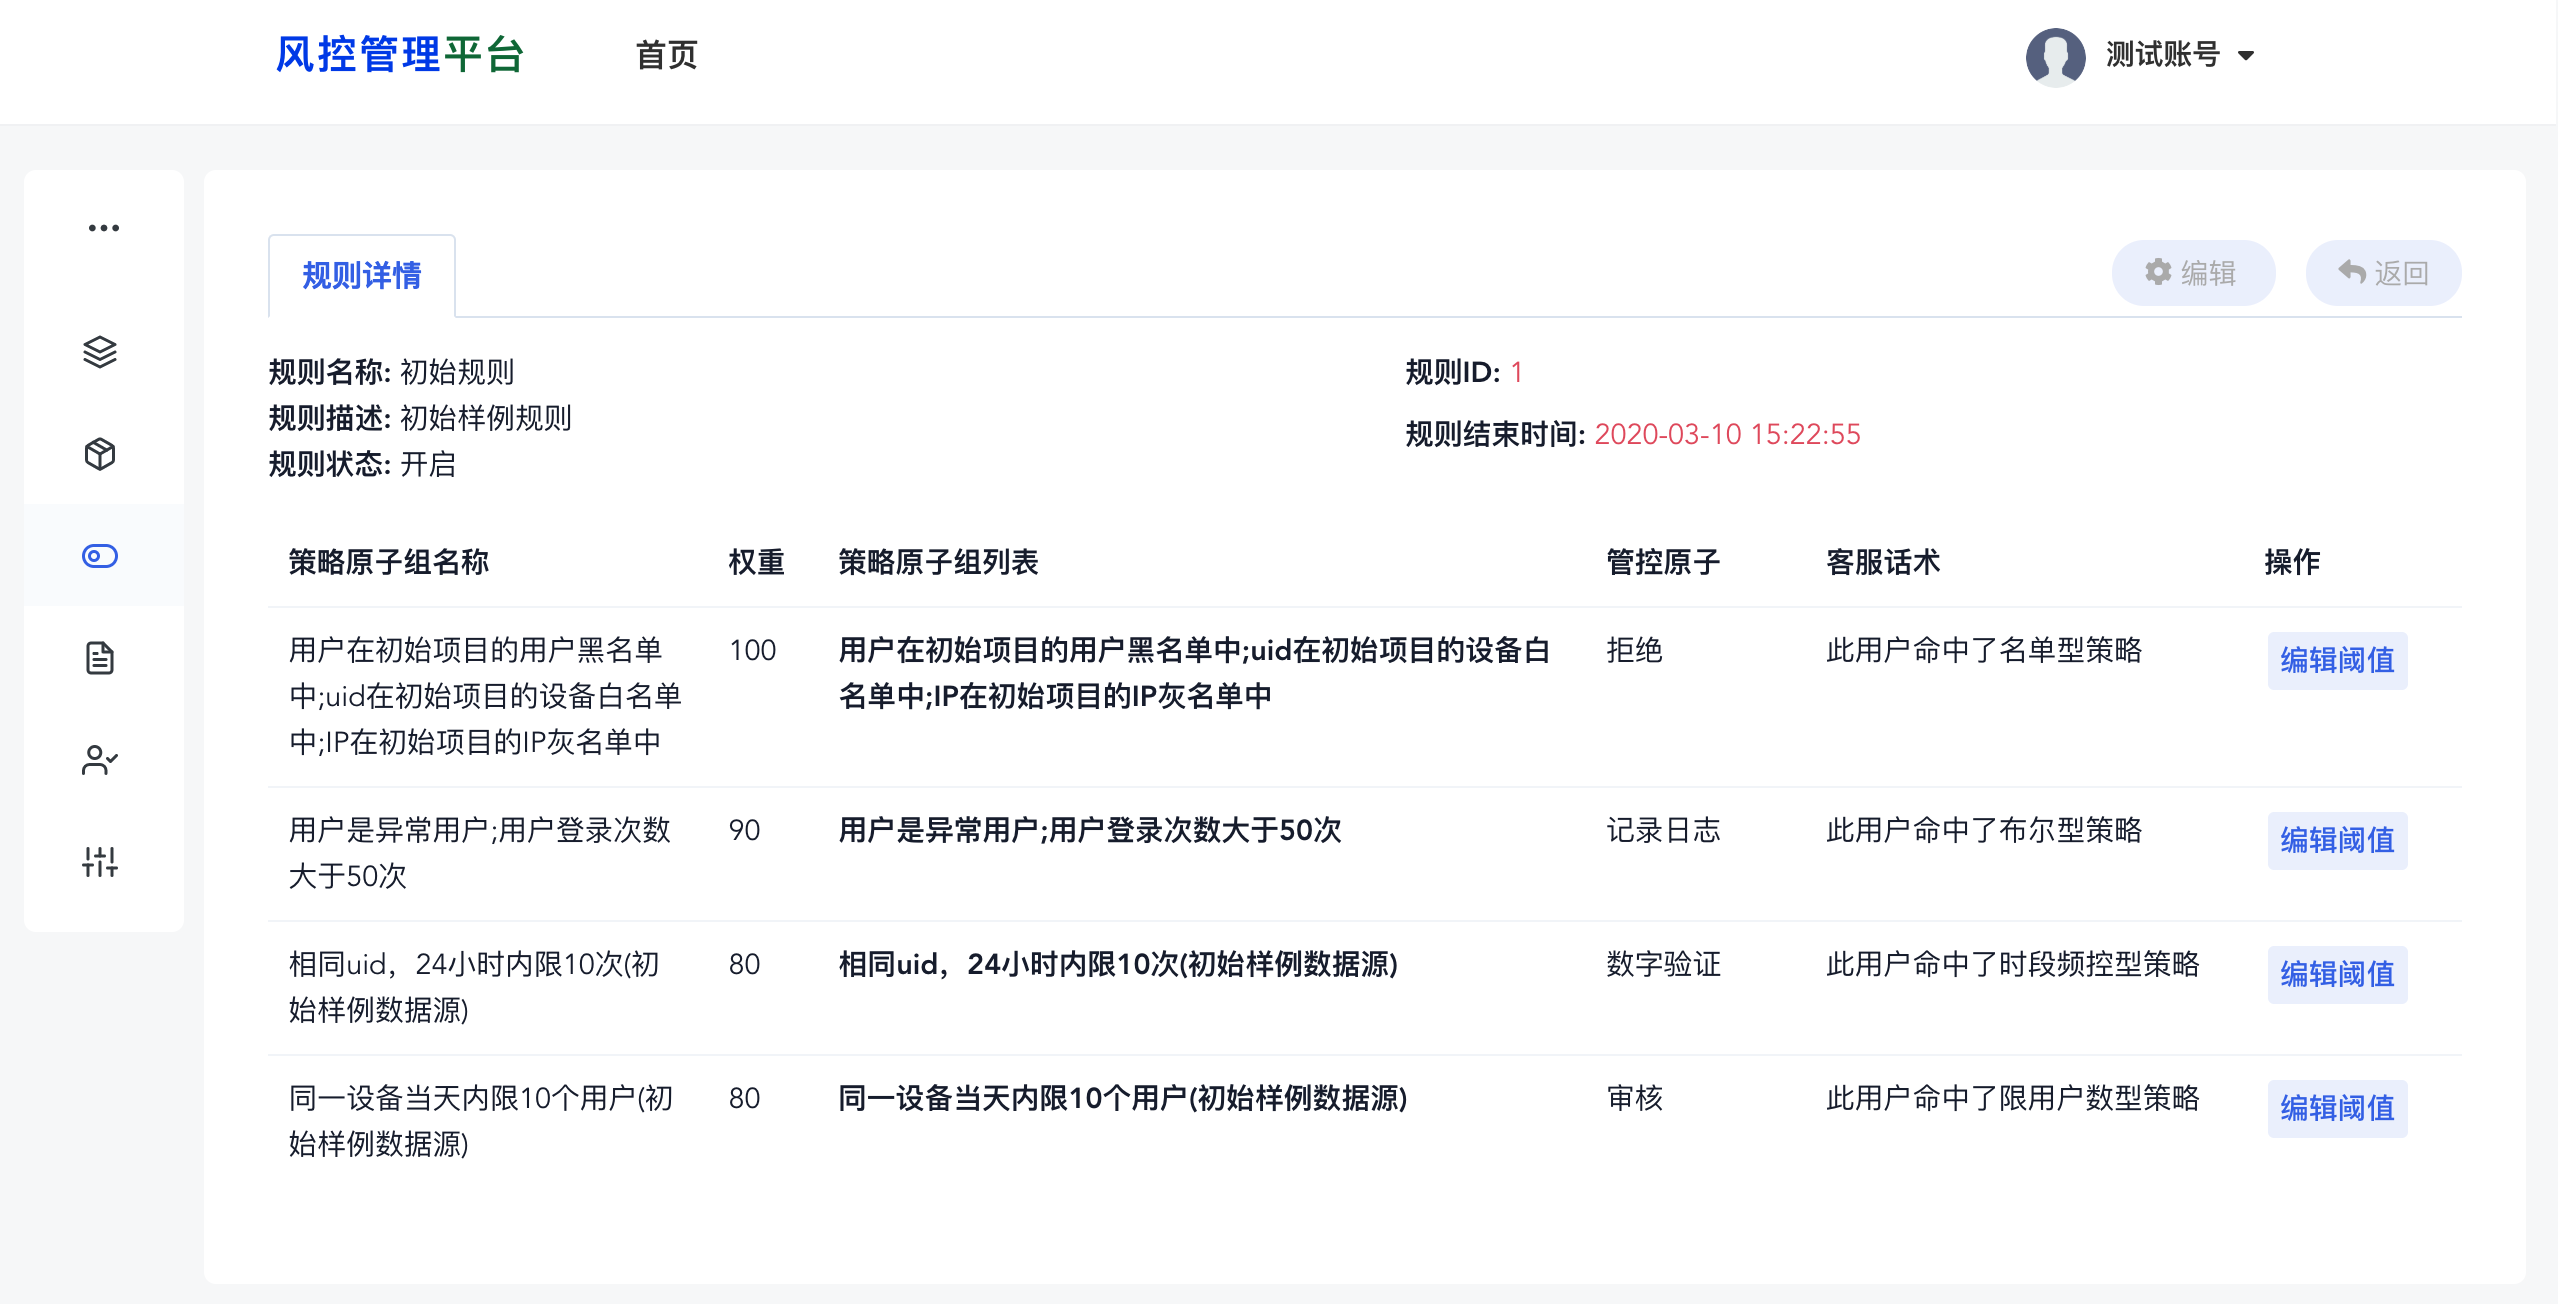 风控管理平台
首页
测试账号
规则详情
编辑
返回
规则名称: 初始规则
规则描述: 初始样例规则
规则状态: 开启
规则ID: 1
规则结束时间: 2020-03-10 15:22:55
策略原子组名称
权重
策略原子组列表
管控原子
客服话术
操作
用户在初始项目的用户黑名单
中;uid在初始项目的设备白名单
中;IP在初始项目的IP灰名单中
100
用户在初始项目的用户黑名单中;uid在初始项目的设备白
名单中;IP在初始项目的IP灰名单中
拒绝
此用户命中了名单型策略
编辑阈值
用户是异常用户;用户登录次数
大于50次
90
用户是异常用户;用户登录次数大于50次
记录日志
此用户命中了布尔型策略
编辑阈值
相同uid，24小时内限10次(初
始样例数据源)
80
相同uid，24小时内限10次(初始样例数据源)
数字验证
此用户命中了时段频控型策略
编辑阈值
同一设备当天内限10个用户(初
始样例数据源)
80
同一设备当天内限10个用户(初始样例数据源)
审核
此用户命中了限用户数型策略
编辑阈值